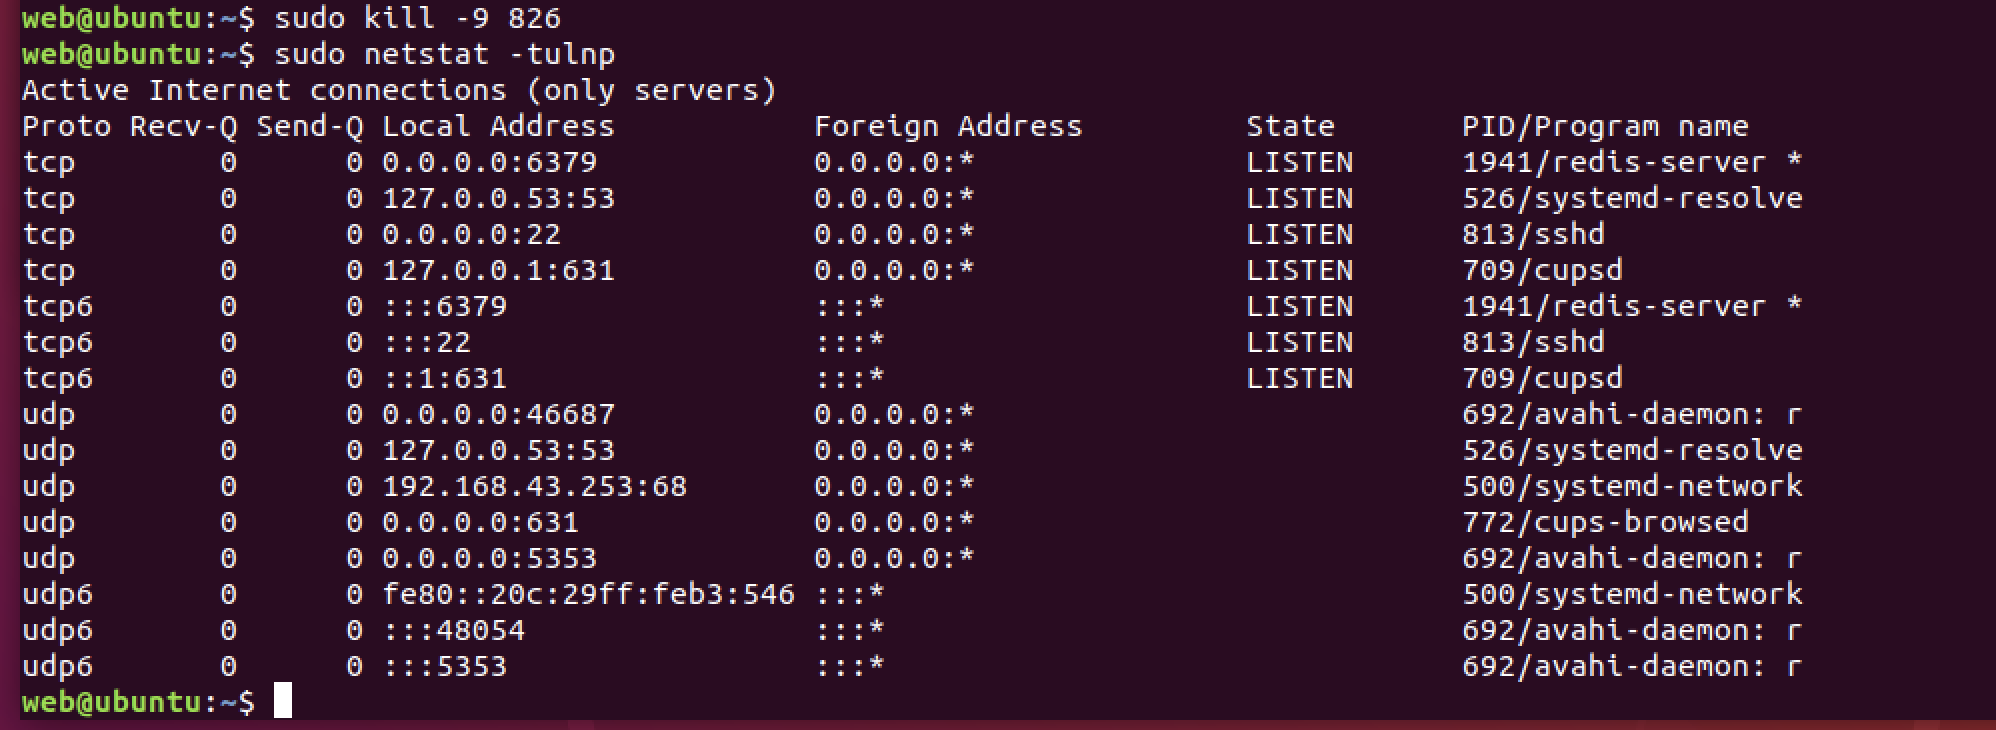 web@ubuntu:~$ sudo kill -9 826
web@ubuntu:~$ sudo netstat -tulnp
Active Internet connections (only servers)
Proto Recv-Q Send-Q Local Address           Foreign Address         State       PID/Program name
tcp        0      0 0.0.0.0:6379            0.0.0.0:*               LISTEN      1941/redis-server *
tcp        0      0 127.0.0.53:53           0.0.0.0:*               LISTEN      526/systemd-resolve
tcp        0      0 0.0.0.0:22              0.0.0.0:*               LISTEN      813/sshd
tcp        0      0 127.0.0.1:631           0.0.0.0:*               LISTEN      709/cupsd
tcp6       0      0 :::6379                 :::*                    LISTEN      1941/redis-server *
tcp6       0      0 :::22                   :::*                    LISTEN      813/sshd
tcp6       0      0 ::1:631                 :::*                    LISTEN      709/cupsd
udp        0      0 0.0.0.0:46687           0.0.0.0:*                           692/avahi-daemon: r
udp        0      0 127.0.0.53:53           0.0.0.0:*                           526/systemd-resolve
udp        0      0 192.168.43.253:68       0.0.0.0:*                           500/systemd-network
udp        0      0 0.0.0.0:631             0.0.0.0:*                           772/cups-browsed
udp        0      0 0.0.0.0:5353            0.0.0.0:*                           692/avahi-daemon: r
udp6       0      0 fe80::20c:29ff:feb3:546 :::*                                500/systemd-network
udp6       0      0 :::48054                :::*                                692/avahi-daemon: r
udp6       0      0 :::5353                 :::*                                692/avahi-daemon: r
web@ubuntu:~$